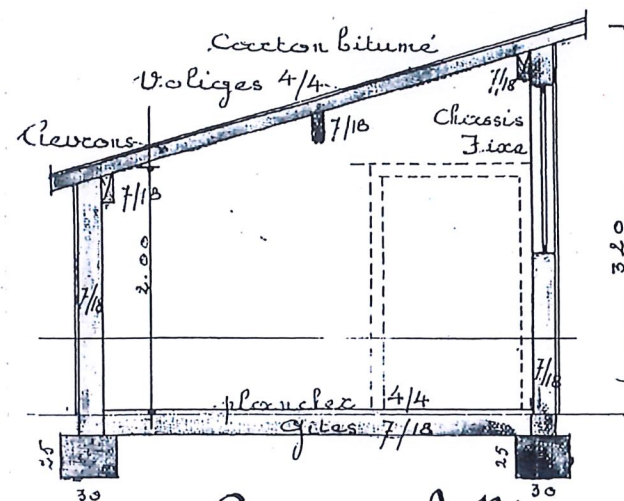 Carton bitumé
Voliges 4/4
7/18
7/18
Chassis
Fixe
Chevrons
7/18
2.00
320
7/18
7/18
plancher 4/4
Gites 7/18
25
25
30
30